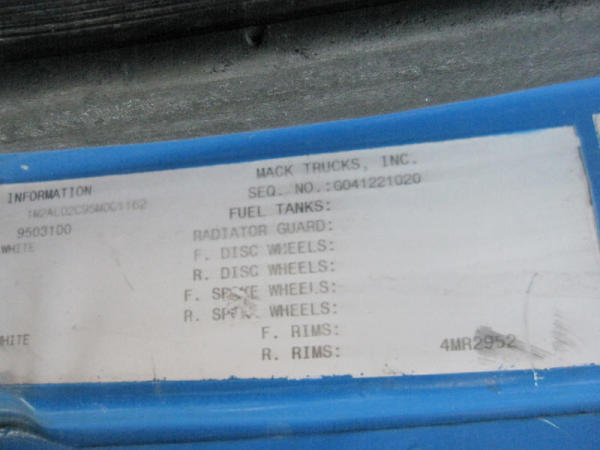 MACK TRUCKS, INC.
INFORMATION SEQ. NO.:G041221020
1M2AL02C95M001162 FUEL TANKS:
9503100 RADIATOR GUARD:
WHITE F. DISC WHEELS:
R. DISC WHEELS:
F. SPOKE WHEELS:
R. SPOKE WHEELS:
F. RIMS:
WHITE R. RIMS: 4MR2952